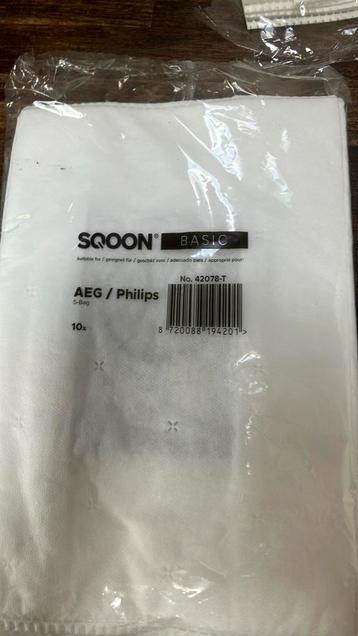 SQOON® BASIC
Suitable for / geeignet für / geschikt voor / adecuado para / approprié pour:
No. 42078-T
AEG / Philips
S-Bag
10x
8 720088 194201 >